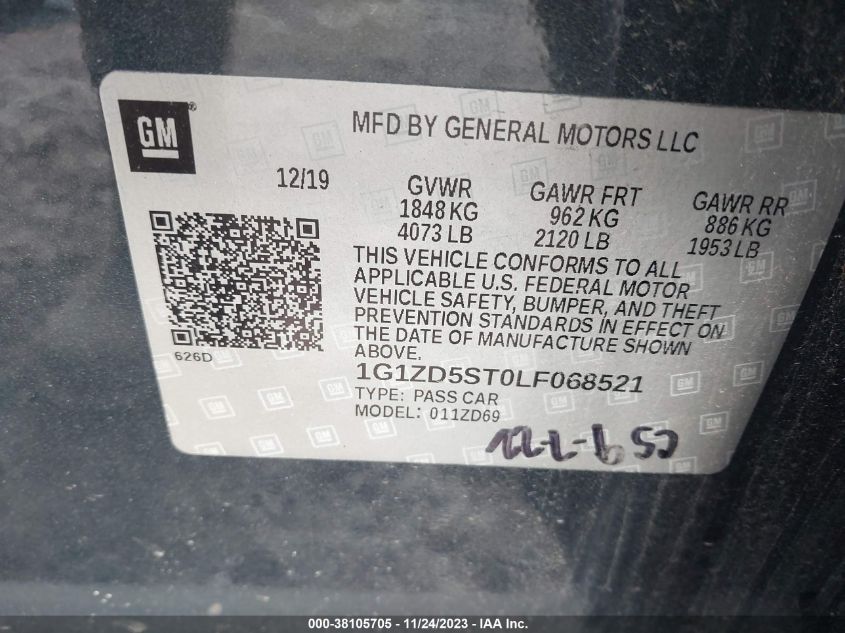 GM
MFD BY GENERAL MOTORS LLC
12/19 GVWR GAWR FRT GAWR RR
1848 KG 962 KG 886 KG
4073 LB 2120 LB 1953 LB
THIS VEHICLE CONFORMS TO ALL
APPLICABLE U.S. FEDERAL MOTOR
VEHICLE SAFETY, BUMPER, AND THEFT
PREVENTION STANDARDS IN EFFECT ON
THE DATE OF MANUFACTURE SHOWN
ABOVE.
626D
1G1ZD5ST0LF068521
TYPE: PASS CAR
MODEL: 011ZD69
000-38105705 - 11/24/2023 - IAA Inc.